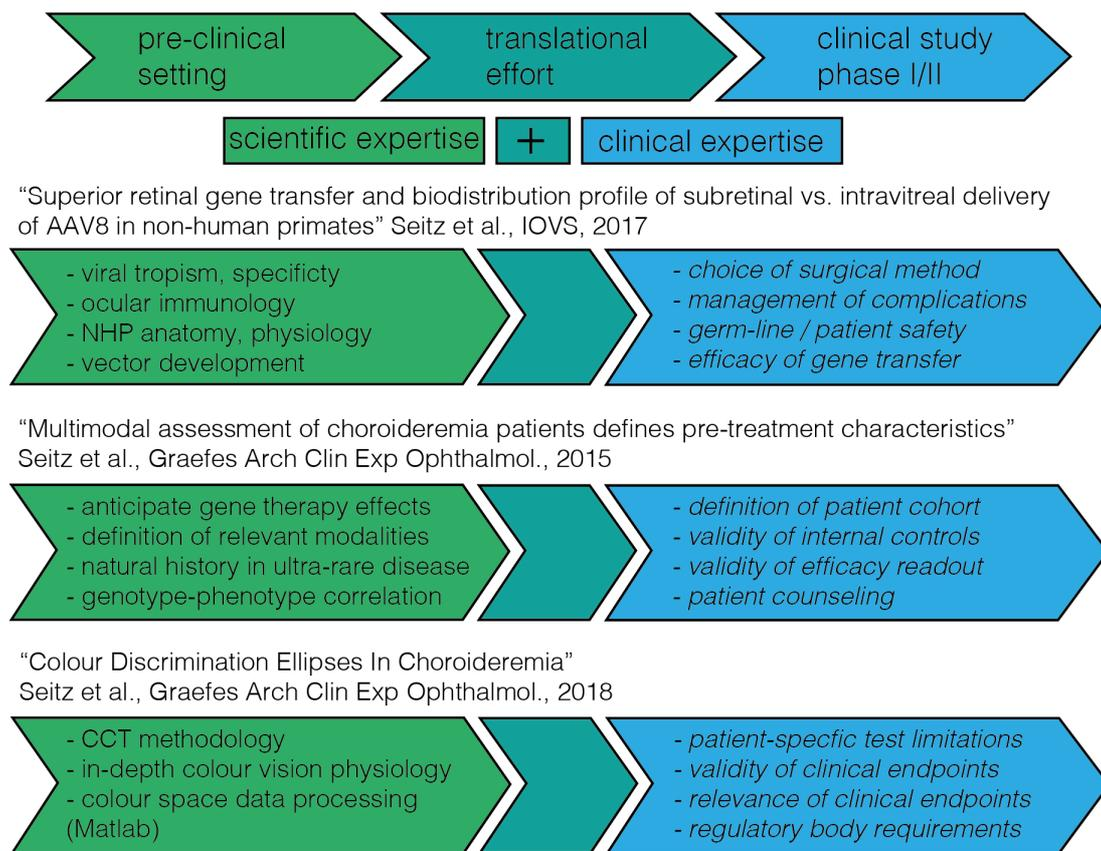 pre-clinical
setting
translational
effort
clinical study
phase I/II
scientific expertise
+
clinical expertise
“Superior retinal gene transfer and biodistribution profile of subretinal vs. intravitreal delivery
of AAV8 in non-human primates” Seitz et al., IOVS, 2017
- viral tropism, specificty
- ocular immunology
- NHP anatomy, physiology
- vector development
- choice of surgical method
- management of complications
- germ-line / patient safety
- efficacy of gene transfer
“Multimodal assessment of choroideremia patients defines pre-treatment characteristics”
Seitz et al., Graefes Arch Clin Exp Ophthalmol., 2015
- anticipate gene therapy effects
- definition of relevant modalities
- natural history in ultra-rare disease
- genotype-phenotype correlation
- definition of patient cohort
- validity of internal controls
- validity of efficacy readout
- patient counseling
“Colour Discrimination Ellipses In Choroideremia”
Seitz et al., Graefes Arch Clin Exp Ophthalmol., 2018
- CCT methodology
- in-depth colour vision physiology
- colour space data processing
(Matlab)
- patient-specfic test limitations
- validity of clinical endpoints
- relevance of clinical endpoints
- regulatory body requirements